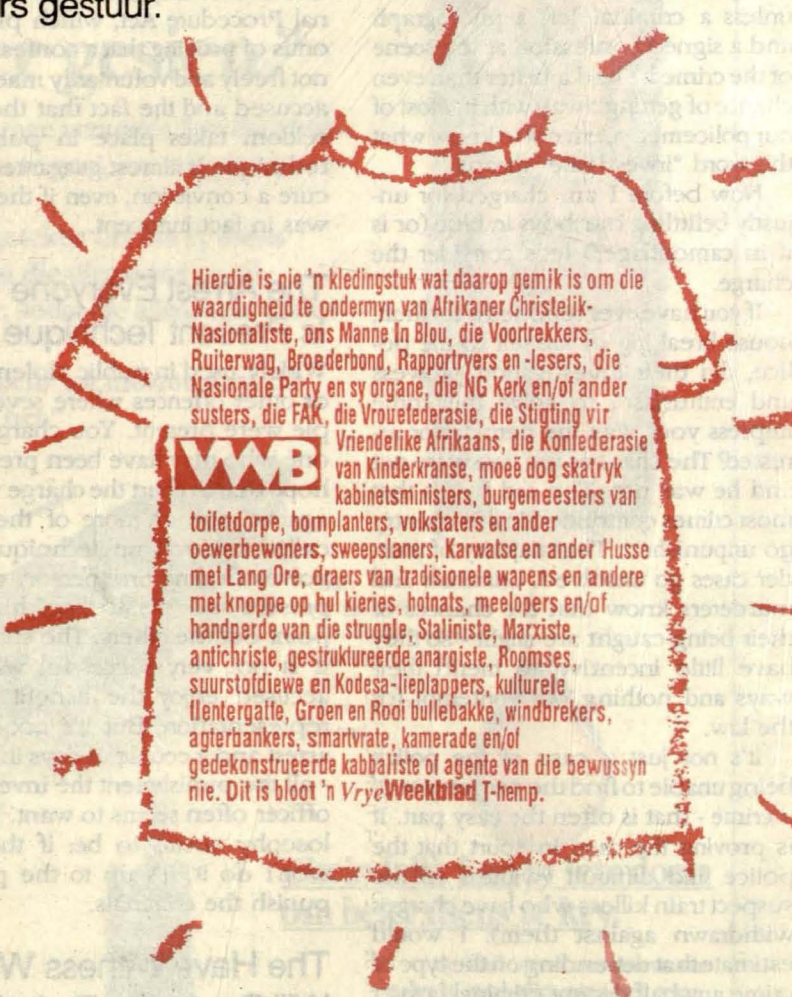 rs gestuur.
Hierdie is nie 'n kledingstuk wat daarop gemik is om die
waardigheid te ondermyn van Afrikaner Christelik-
Nasionaliste, ons Manne In Blou, die Voortrekkers,
Ruiterwag, Broederbond, Rapportryers en -lesers, die
Nasionale Party en sy organe, die NG Kerk en/of ander
susters, die FAK, die Vrouefederasie, die Stigting vir
VWB Vriendelike Afrikaans, die Konfederasie
van Kinderkranse, moeë dog skatryk
kabinetsministers, burgemeesters van
toiletdorpe, bomplanters, volkstaters en ander
oewerbewoners, sweepslaners, Karwatse en ander Husse
met Lang Ore, draers van tradisionele wapens en andere
met knoppe op hul kieries, hotnats, meelopers en/of
handperde van die struggle, Staliniste, Marxiste,
antichriste, gestruktureerde anargiste, Roomses,
suurstofdiewe en Kodesa-lieplappers, kulturele
flentergatte, Groen en Rooi bullebakke, windbrekers,
agterbankers, smartvrate, kamerade en/of
gedekonstrueerde kabbaliste of agente van die bewussyn
nie. Dit is bloot 'n VryeWeekblad T-hemp.